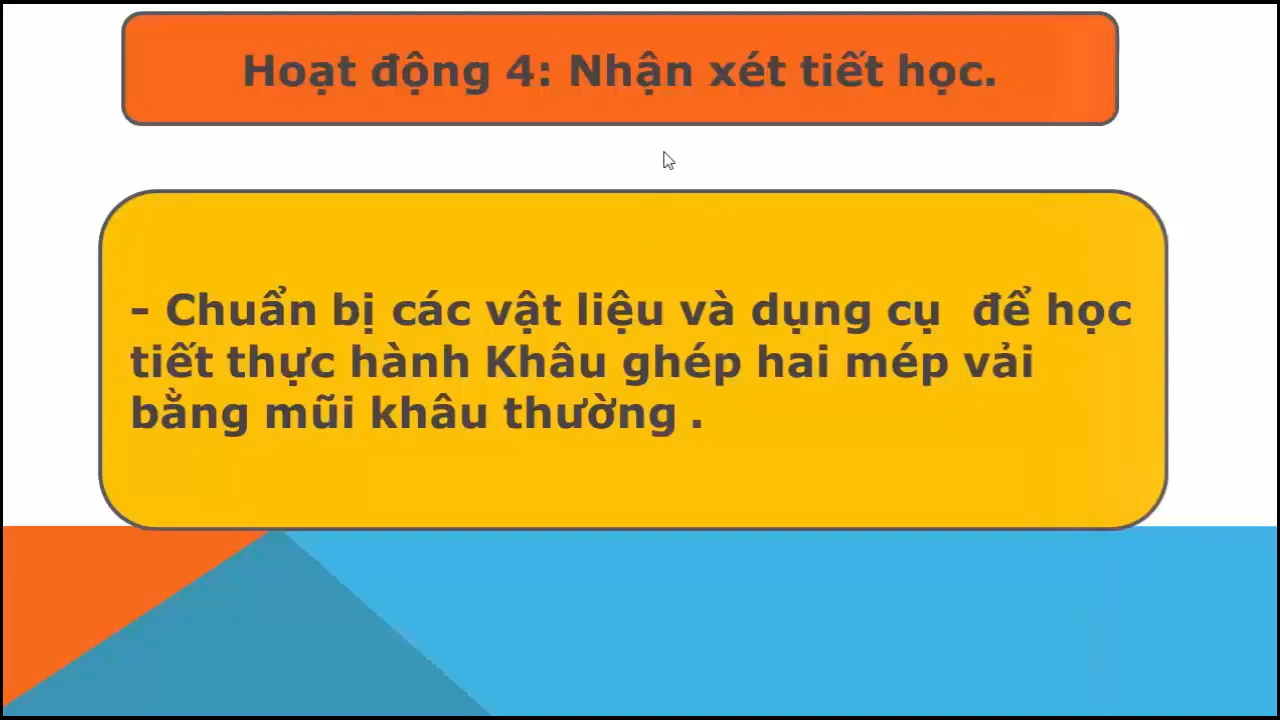 Hoạt động 4: Nhận xét tiết học.
- Chuẩn bị các vật liệu và dụng cụ  để học
tiết thực hành Khâu ghép hai mép vải
bằng mũi khâu thường .